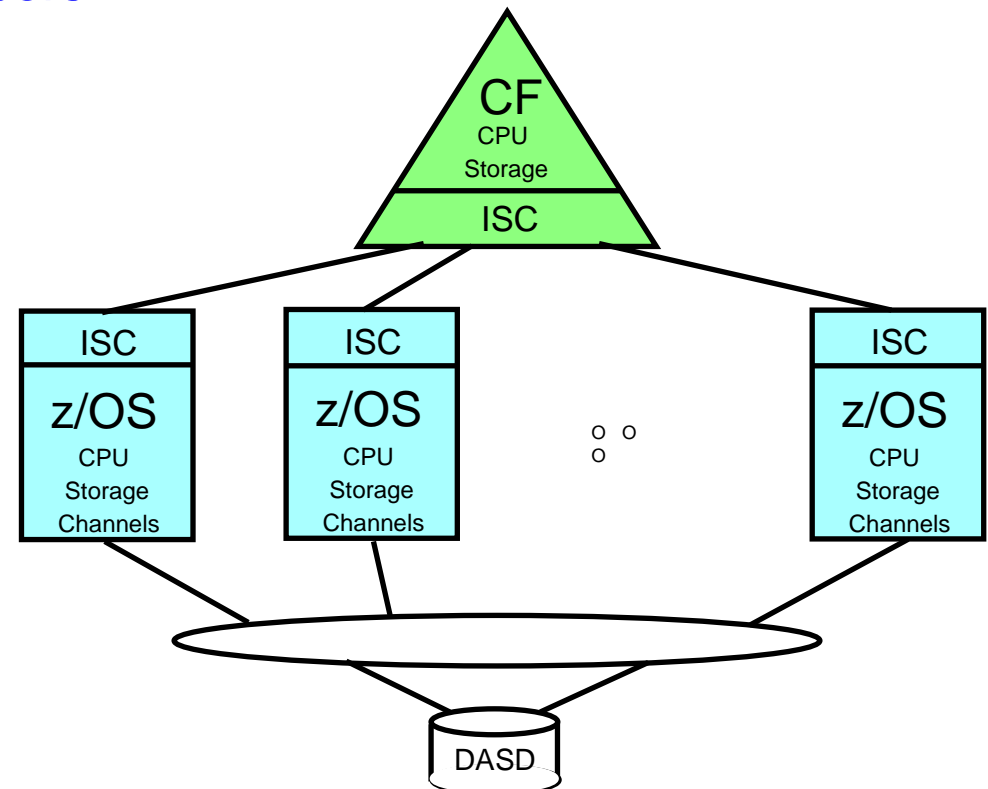 CF
CPU
Storage
ISC
ISC
ISC
ISC
z/OS
CPU
Storage
Channels
z/OS
CPU
Storage
Channels
o o
o
z/OS
CPU
Storage
Channels
DASD